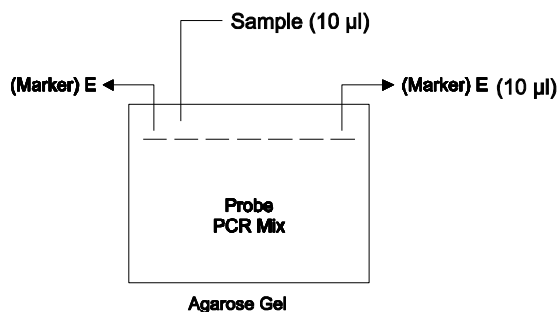 Sample (10 µl)
(Marker) E
(Marker) E (10 µl)
Probe
PCR Mix
Agarose Gel